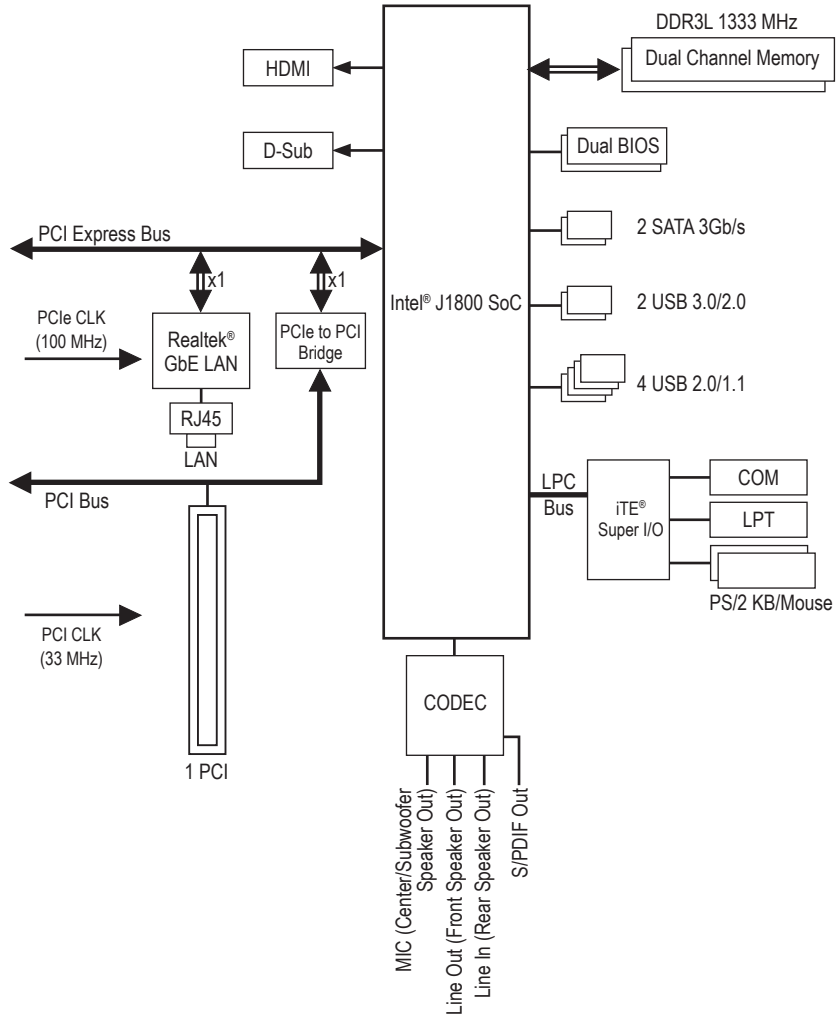 DDR3L 1333 MHz
Dual Channel Memory
HDMI
D-Sub
Dual BIOS
2 SATA 3Gb/s
PCI Express Bus
x1
x1
Intel® J1800 SoC
2 USB 3.0/2.0
PCIe CLK
(100 MHz)
Realtek®
GbE LAN
PCIe to PCI
Bridge
4 USB 2.0/1.1
RJ45
LAN
PCI Bus
LPC
Bus
iTE®
Super I/O
COM
LPT
PS/2 KB/Mouse
PCI CLK
(33 MHz)
CODEC
1 PCI
MIC (Center/Subwoofer
Speaker Out)
Line Out (Front Speaker Out)
Line In (Rear Speaker Out)
S/PDIF Out